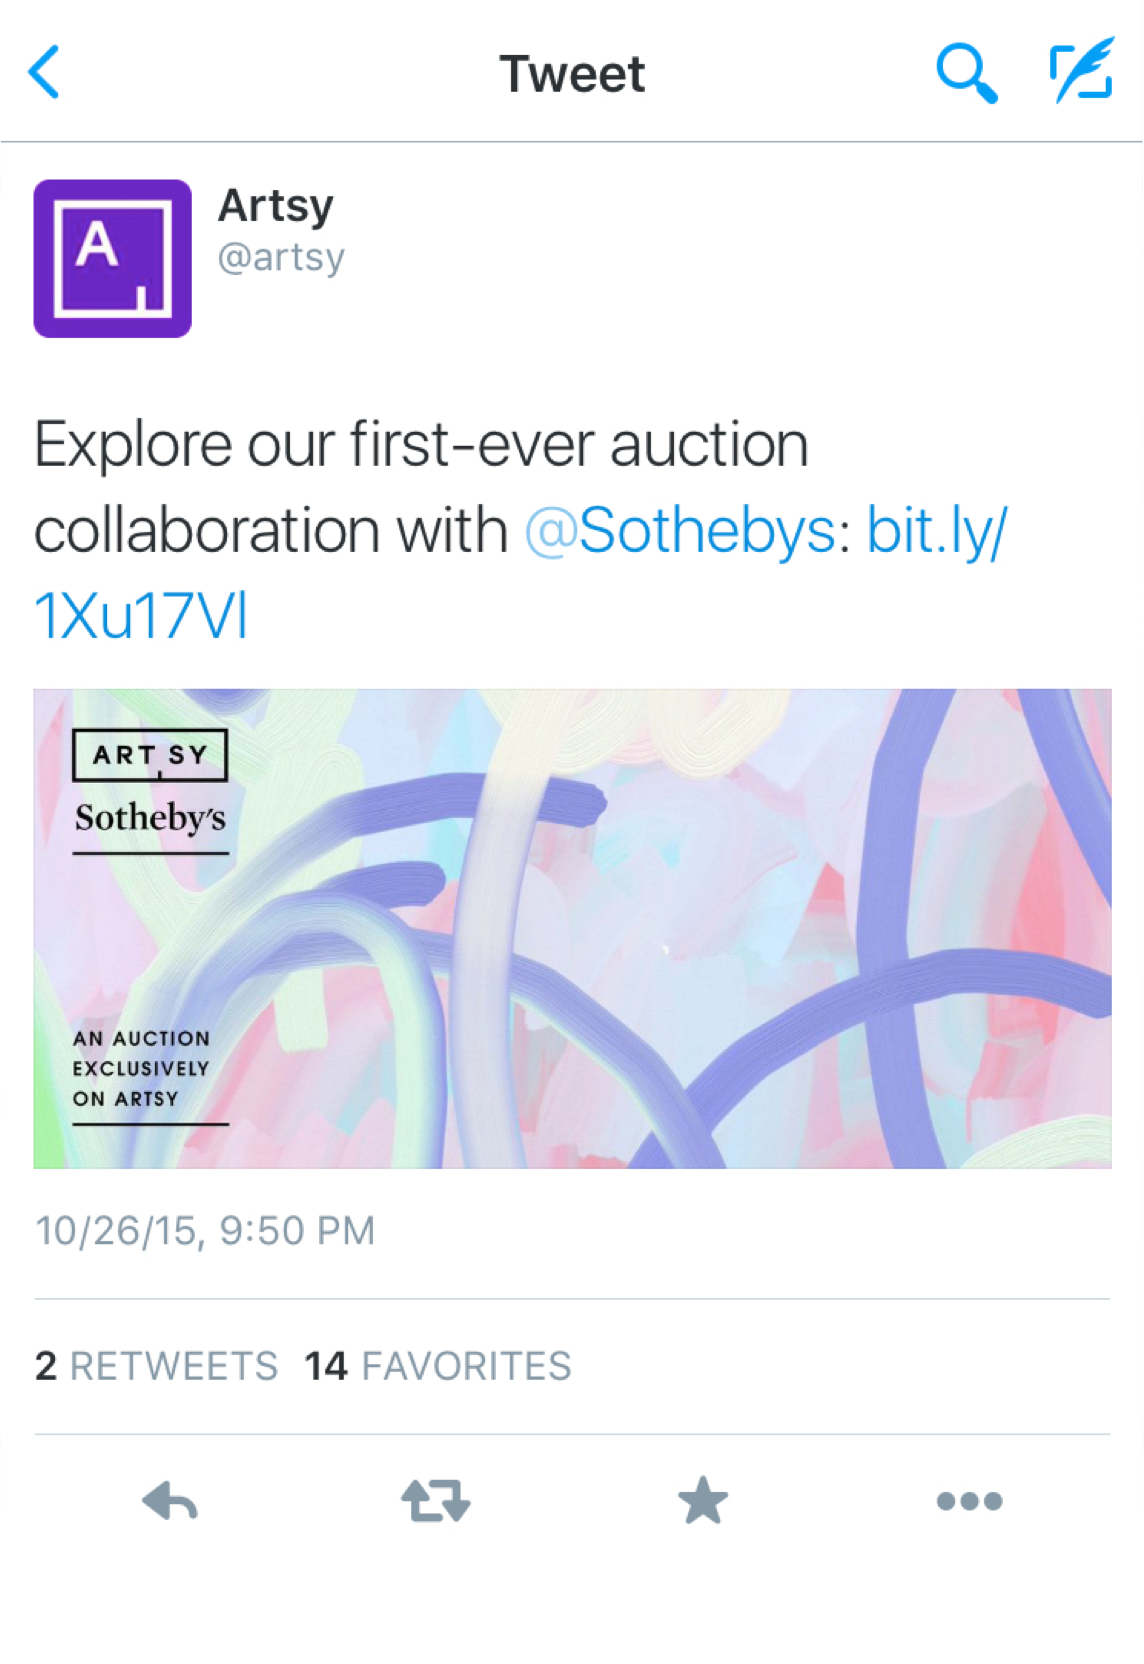 Tweet
A
Artsy
@artsy
Explore our first-ever auction
collaboration with @Sothebys: bit.ly/
1Xu17Vl
ARTSY
Sotheby's
AN AUCTION
EXCLUSIVELY
ON ARTSY
10/26/15, 9:50 PM
2 RETWEETS 14 FAVORITES